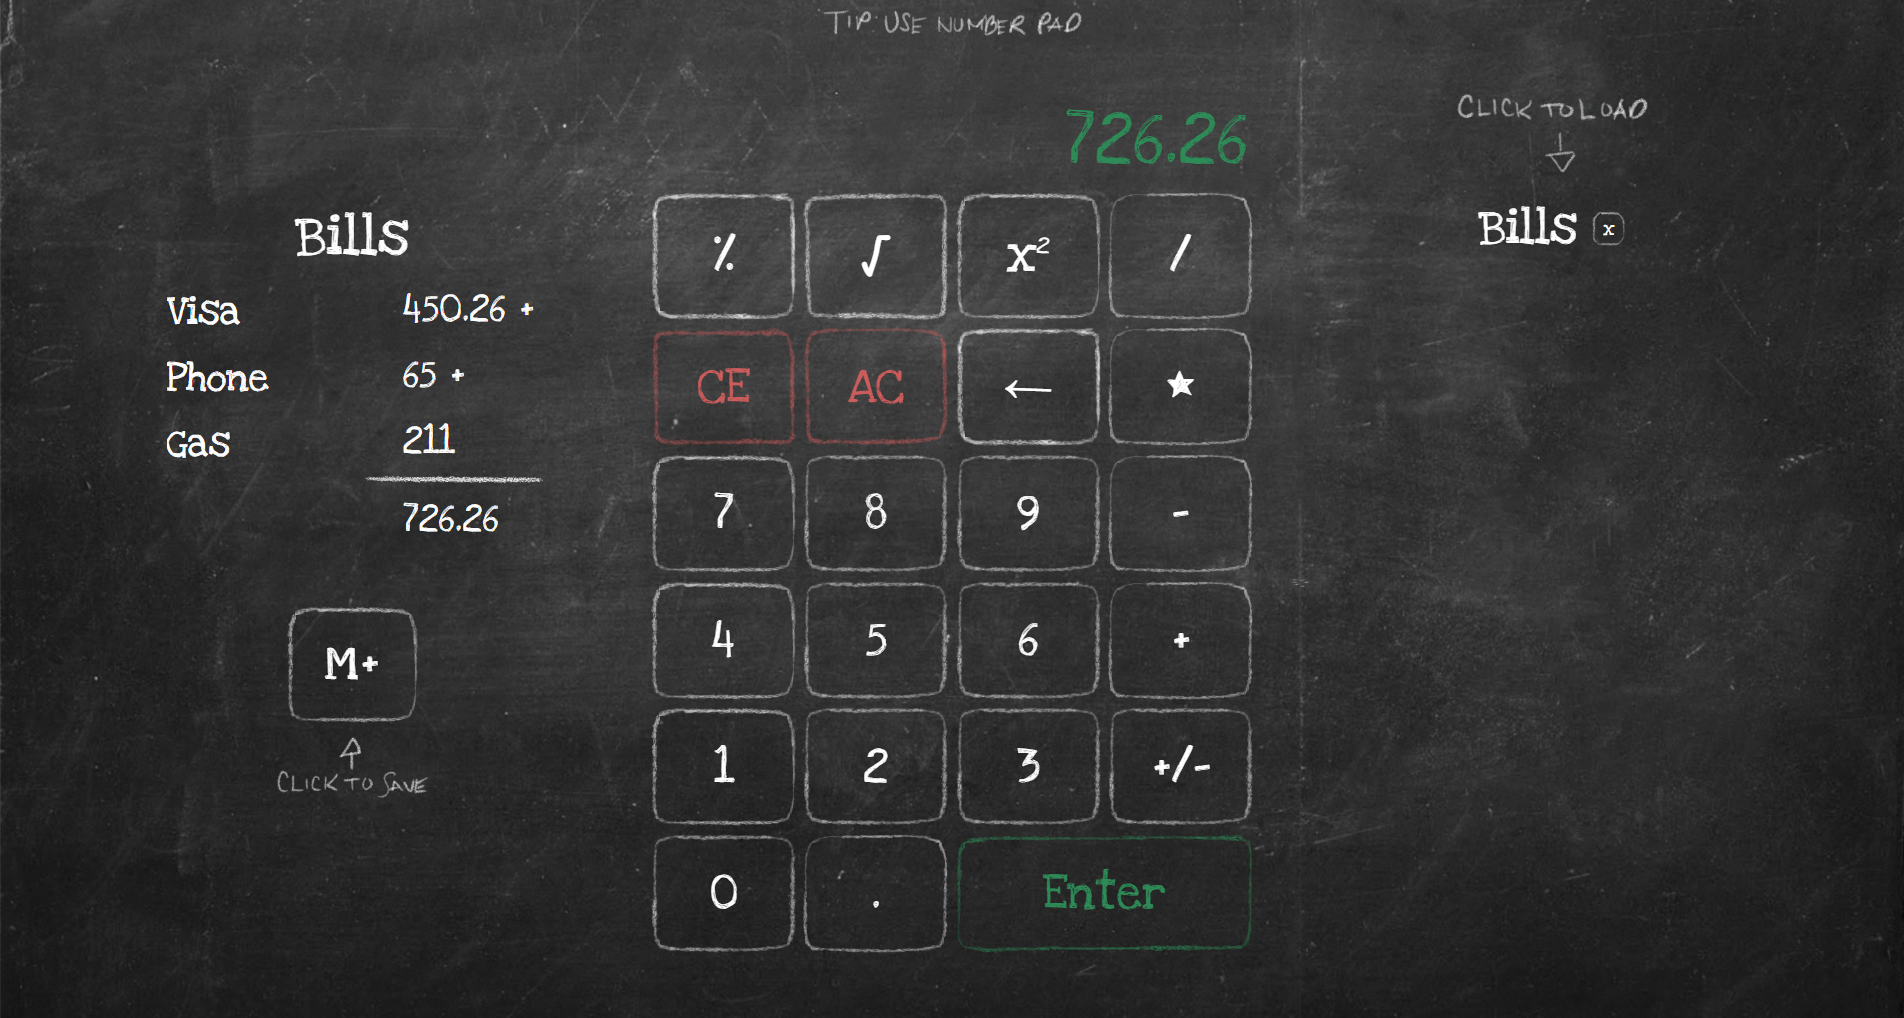 TIP: USE NUMBER PAD
726.26
CLICK TO LOAD
Bills x
Bills
Visa 450.26 +
Phone 65 +
Gas 211
726.26
M+
CLICK TO SAVE
% √ x² /
CE AC ← ★
7 8 9 -
4 5 6 +
1 2 3 +/-
0 . Enter